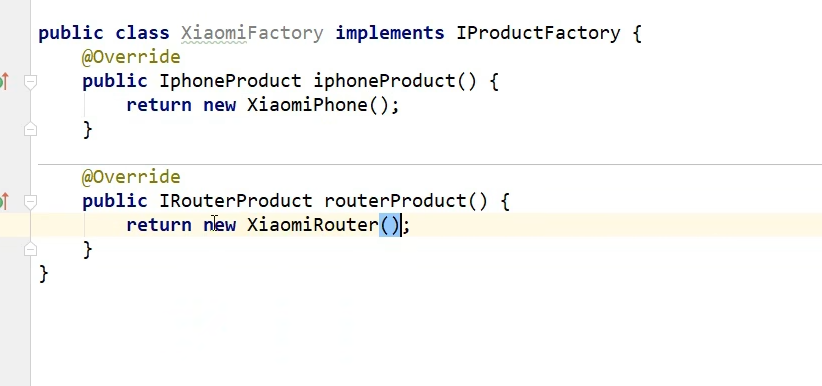 public class XiaomiFactory implements IProductFactory {
@Override
public IphoneProduct iphoneProduct() {
return new XiaomiPhone();
}
@Override
public IRouterProduct routerProduct() {
return new XiaomiRouter();
}
}